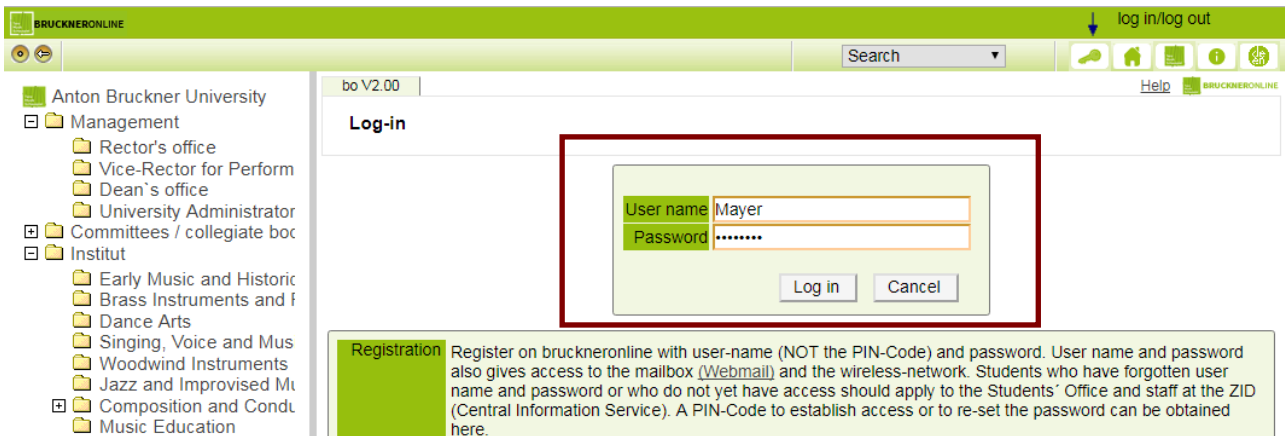 BRUCKNERONLINE
log in/log out
Search
de
en
Anton Bruckner University
Management
Rector's office
Vice-Rector for Perform
Dean`s office
University Administrator
Committees / collegiate boc
Institut
Early Music and Historic
Brass Instruments and F
Dance Arts
Singing, Voice and Mus
Woodwind Instruments
Jazz and Improvised Mu
Composition and Condu
Music Education
bo V2.00
Help
BRUCKNERONLINE
Log-in
User name Mayer
Password ••••••••
Log in Cancel
Registration
Register on bruckneronline with user-name (NOT the PIN-Code) and password. User name and password
also gives access to the mailbox (Webmail) and the wireless-network. Students who have forgotten user
name and password or who do not yet have access should apply to the Students´ Office and staff at the ZID
(Central Information Service). A PIN-Code to establish access or to re-set the password can be obtained
here.